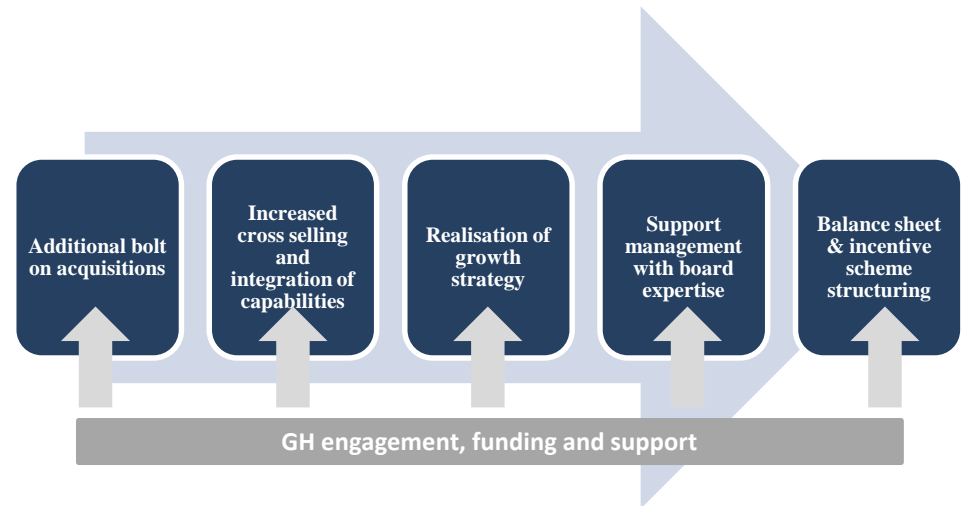 Additional bolt
on acquisitions
Increased
cross selling
and
integration of
capabilities
Realisation of
growth
strategy
Support
management
with board
expertise
Balance sheet
& incentive
scheme
structuring
GH engagement, funding and support